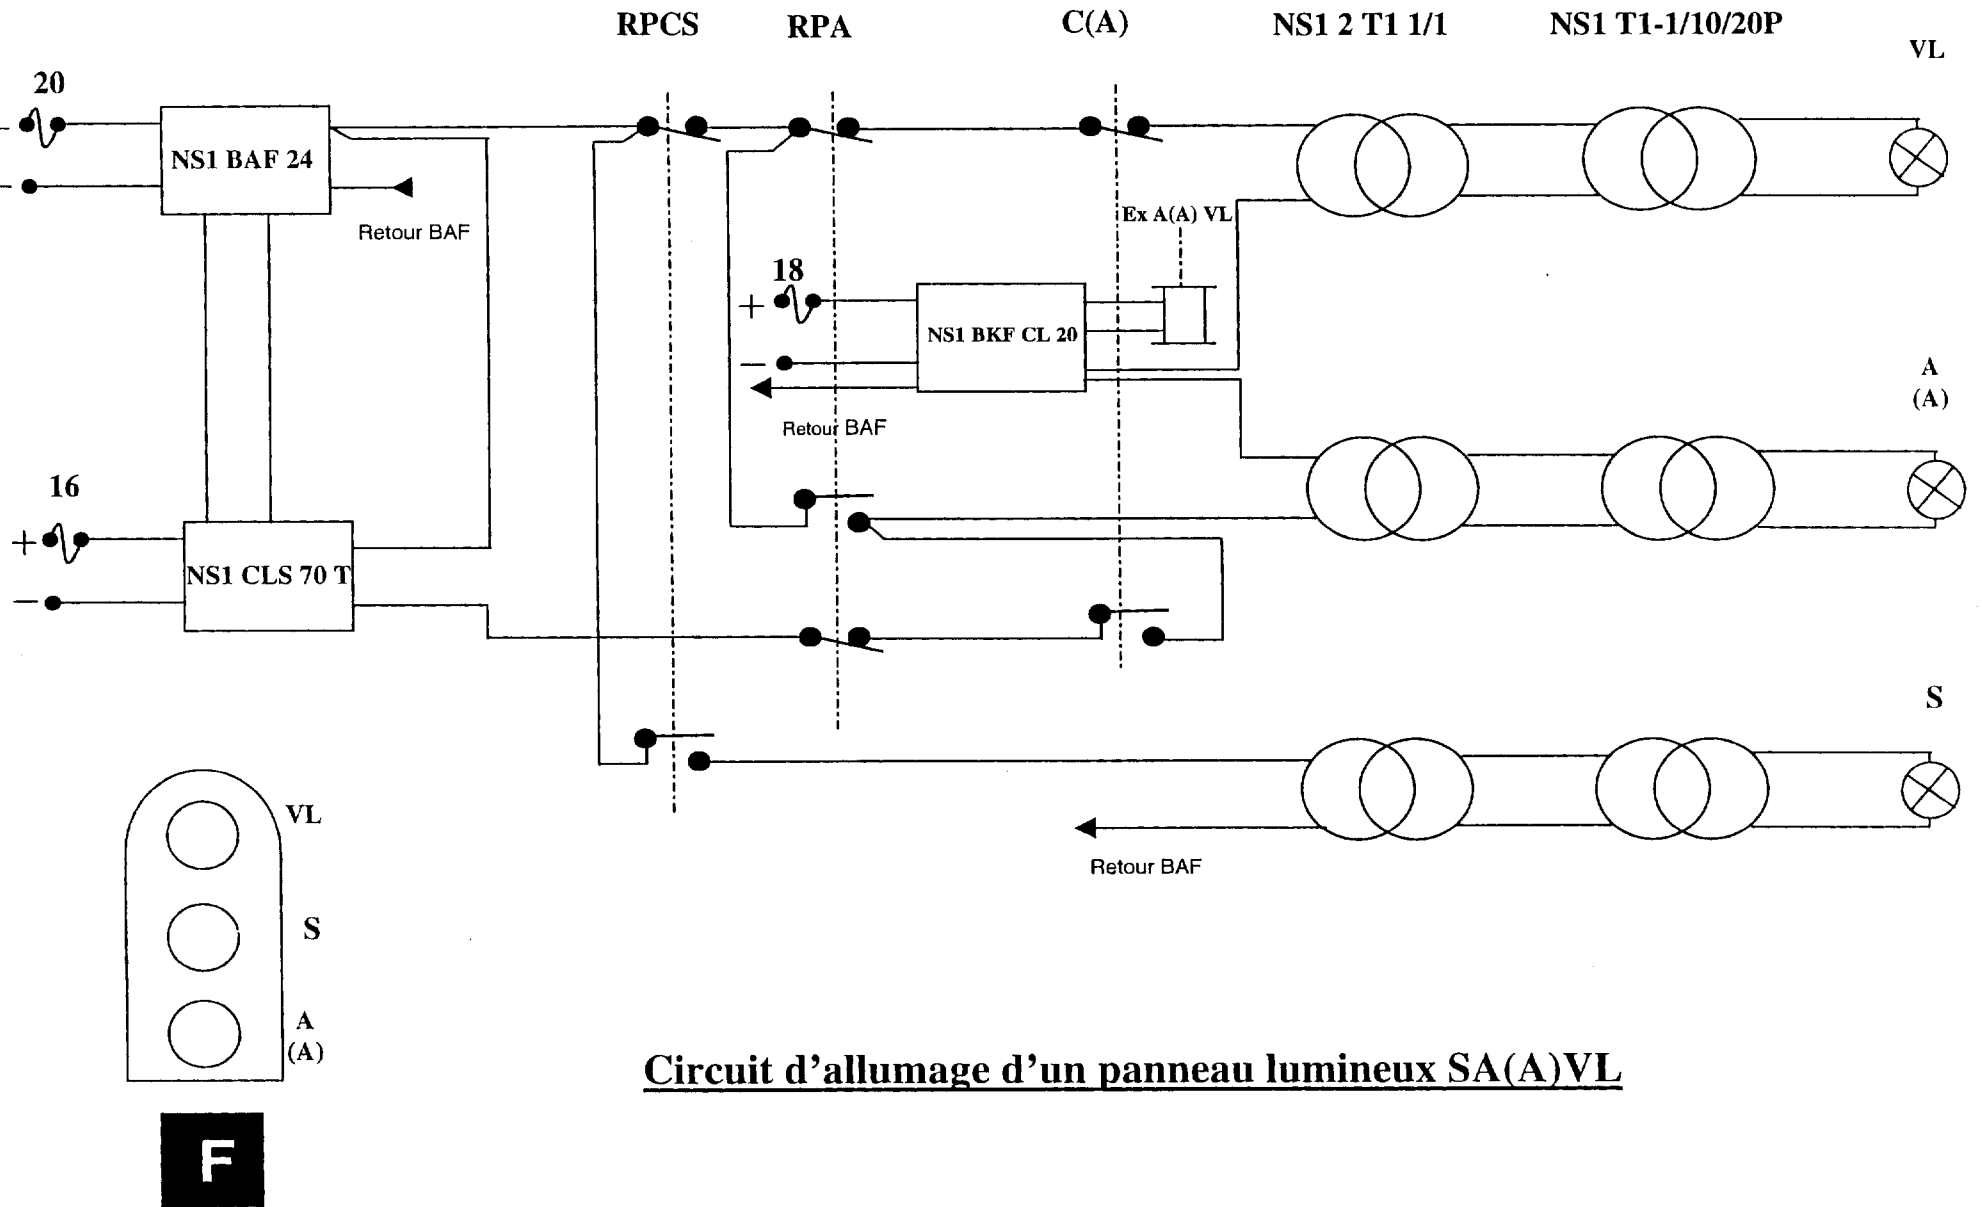 RPCS RPA C(A) NS1 2 T1 1/1 NS1 T1-1/10/20P
VL
20
NS1 BAF 24
Retour BAF
Ex A(A) VL
18
+
NS1 BKF CL 20
−
Retour BAF
A
(A)
16
+
NS1 CLS 70 T
−
S
VL
Retour BAF
S
A
(A)
Circuit d'allumage d'un panneau lumineux SA(A)VL
F